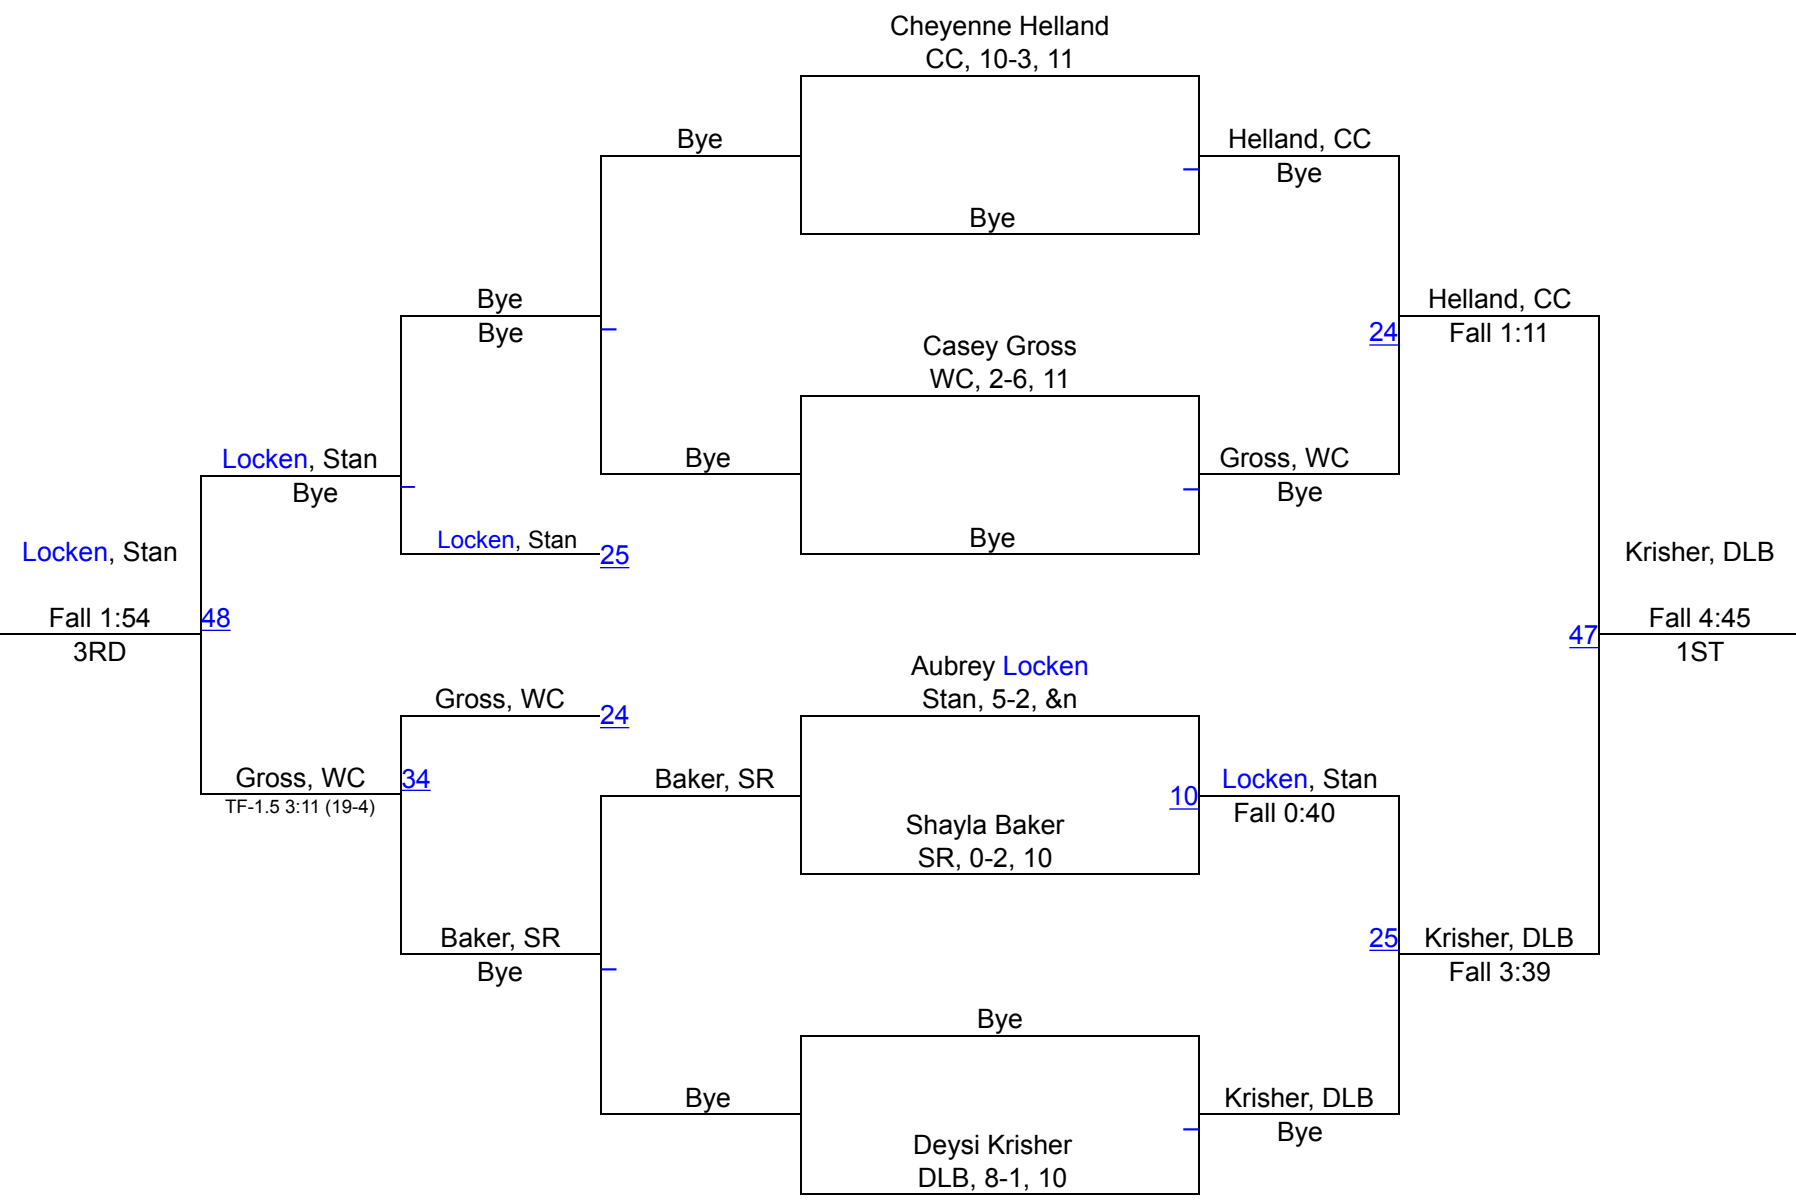 Cheyenne Helland
CC, 10-3, 11
Bye
Helland, CC
Bye
Bye
Bye
Bye
Helland, CC
Fall 1:11
24
Casey Gross
WC, 2-6, 11
Locken, Stan
Bye
Bye
Gross, WC
Bye
Locken, Stan
25
Bye
Locken, Stan
Fall 1:54
3RD
48
Krisher, DLB
Fall 4:45
1ST
47
Aubrey Locken
Stan, 5-2, &n
Gross, WC
24
Gross, WC
TF-1.5 3:11 (19-4)
34
Baker, SR
10
Locken, Stan
Fall 0:40
Shayla Baker
SR, 0-2, 10
Baker, SR
Bye
25
Krisher, DLB
Fall 3:39
Bye
Bye
Krisher, DLB
Bye
Deysi Krisher
DLB, 8-1, 10